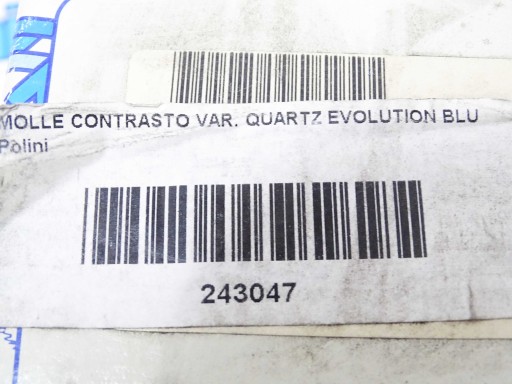 MOLLE CONTRASTO VAR. QUARTZ EVOLUTION BLU
Polini
243047